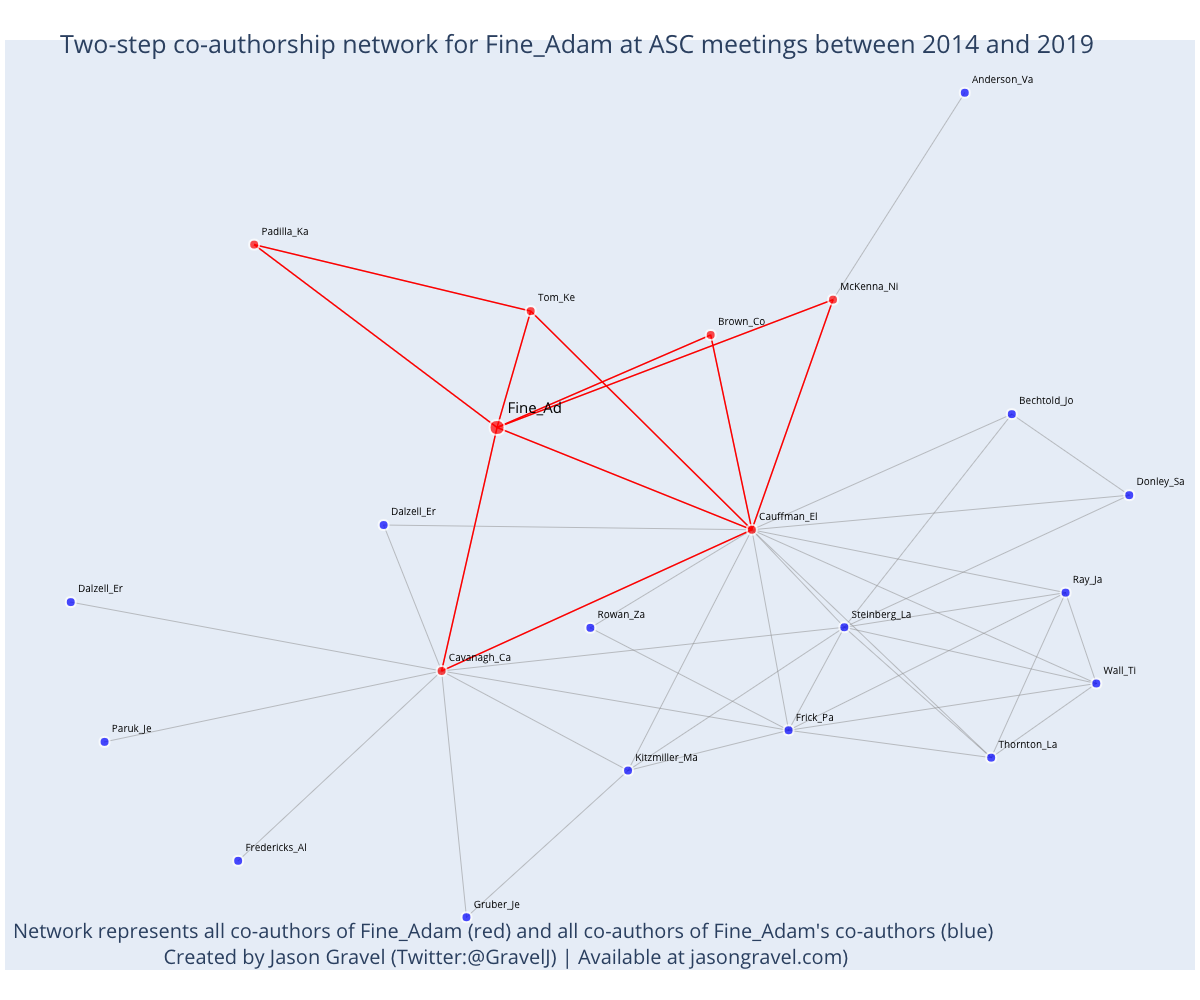 Two-step co-authorship network for Fine_Adam at ASC meetings between 2014 and 2019
Anderson_Va
Padilla_Ka
McKenna_Ni
Tom_Ke
Brown_Co
Bechtold_Jo
Fine_Ad
Donley_Sa
Dalzell_Er
Cauffman_El
Ray_Ja
Dalzell_Er
Rowan_Za
Steinberg_La
Cavanagh_Ca
Wall_Ti
Frick_Pa
Paruk_Je
Thornton_La
Kitzmiller_Ma
Fredericks_Al
Gruber_Je
Network represents all co-authors of Fine_Adam (red) and all co-authors of Fine_Adam's co-authors (blue)
Created by Jason Gravel (Twitter:@GravelJ) | Available at jasongravel.com)